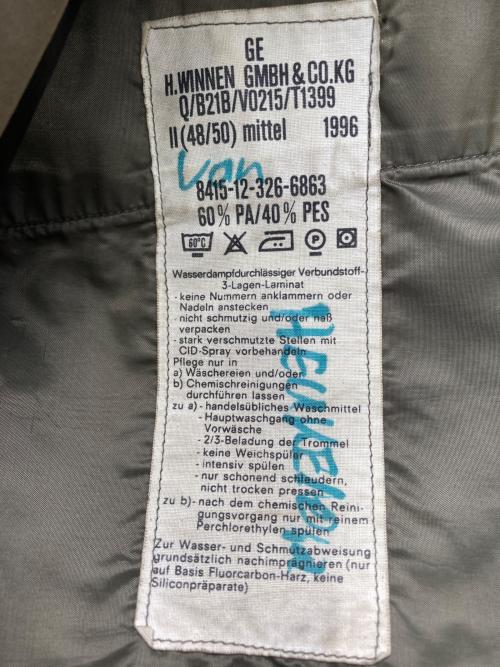 GE
H.WINNEN GMBH & CO.KG
Q/B21B/V0215/T1399
II (48/50) mittel 1996
von
8415-12-326-6863
60% PA/40% PES
60°C P
Wasserdampfdurchlässiger Verbundstoff-
3-Lagen-Laminat
- keine Nummern anklammern oder
Nadeln anstecken
- nicht schmutzig und/oder naß
verpacken
- stark verschmutzte Stellen mit
CID-Spray vorbehandeln
Pflege nur in
a) Wäschereien und/oder
b) Chemischreinigungen
durchführen lassen
zu a) - handelsübliches Waschmittel
- Hauptwaschgang ohne
Vorwäsche
- 2/3-Beladung der Trommel
- keine Weichspüler
- intensiv spülen
- nur schonend schleudern,
nicht trocken pressen
zu b) - nach dem chemischen Reini-
gungsvorgang nur mit reinem
Perchlorethylen spülen
Zur Wasser- und Schmutzabweisung
grundsätzlich nachimprägnieren (nur
auf Basis Fluorcarbon-Harz, keine
Siliconpräparate)